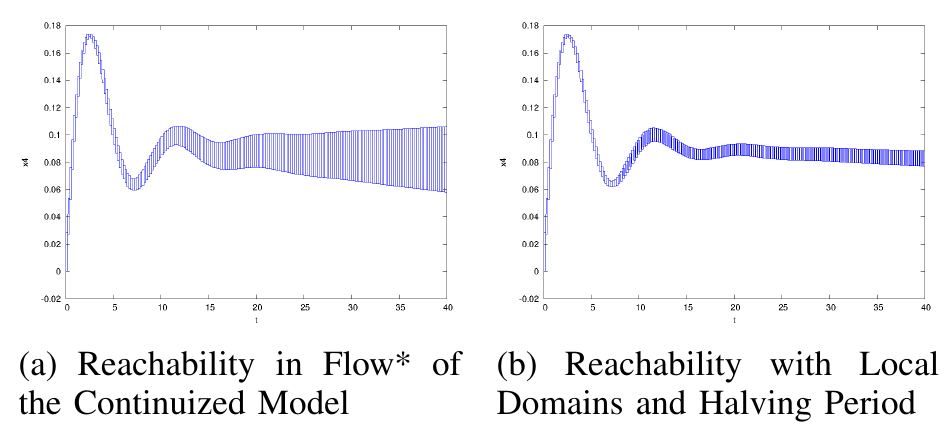 0.18
0.16
0.14
0.12
0.1
0.08
0.06
0.04
0.02
0
-0.02
x4
0 5 10 15 20 25 30 35 40
t
(a) Reachability in Flow* of
the Continuized Model
0.18
0.16
0.14
0.12
0.1
0.08
0.06
0.04
0.02
0
-0.02
x4
0 5 10 15 20 25 30 35 40
t
(b) Reachability with Local
Domains and Halving Period